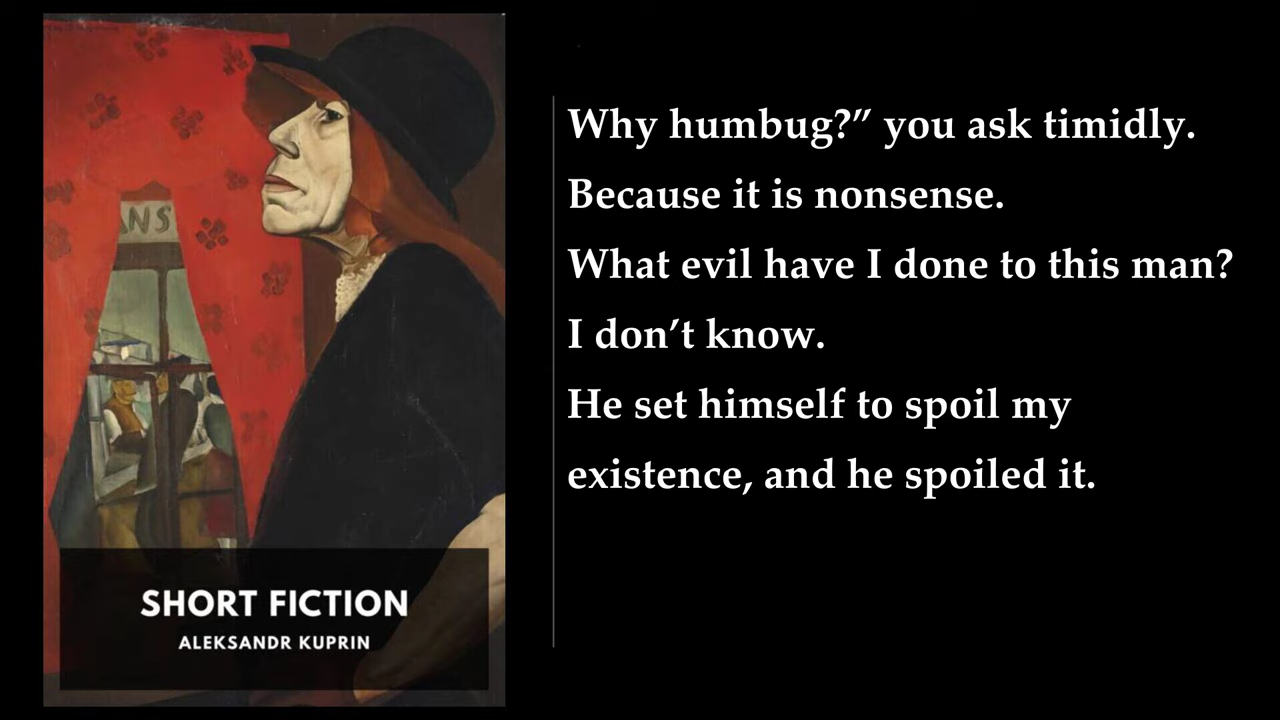 ANS
SHORT FICTION
ALEKSANDR KUPRIN
Why humbug?” you ask timidly.
Because it is nonsense.
What evil have I done to this man?
I don’t know.
He set himself to spoil my
existence, and he spoiled it.